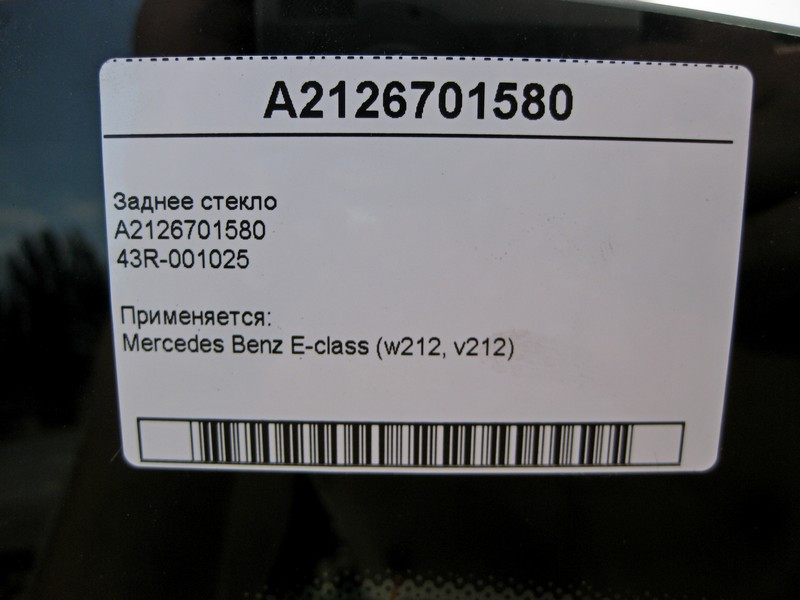 A2126701580
Заднее стекло
A2126701580
43R-001025
Применяется:
Mercedes Benz E-class (w212, v212)